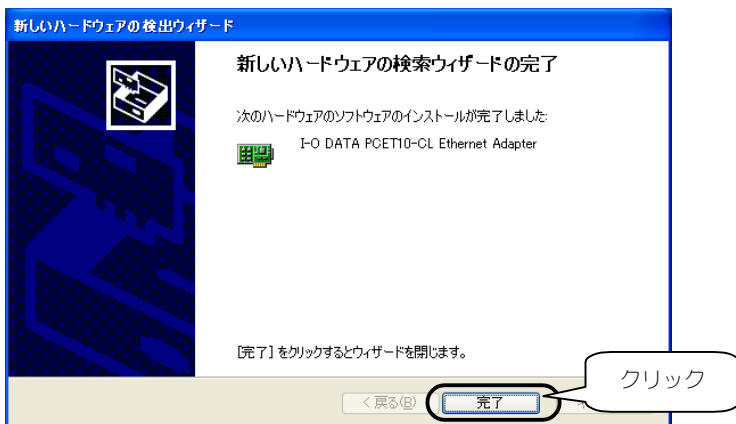 新しいハードウェアの検出ウィザード
新しいハードウェアの検索ウィザードの完了
次のハードウェアのソフトウェアのインストールが完了しました:
I-O DATA PCET10-CL Ethernet Adapter
[完了] をクリックするとウィザードを閉じます。
クリック
< 戻る(B)
完了